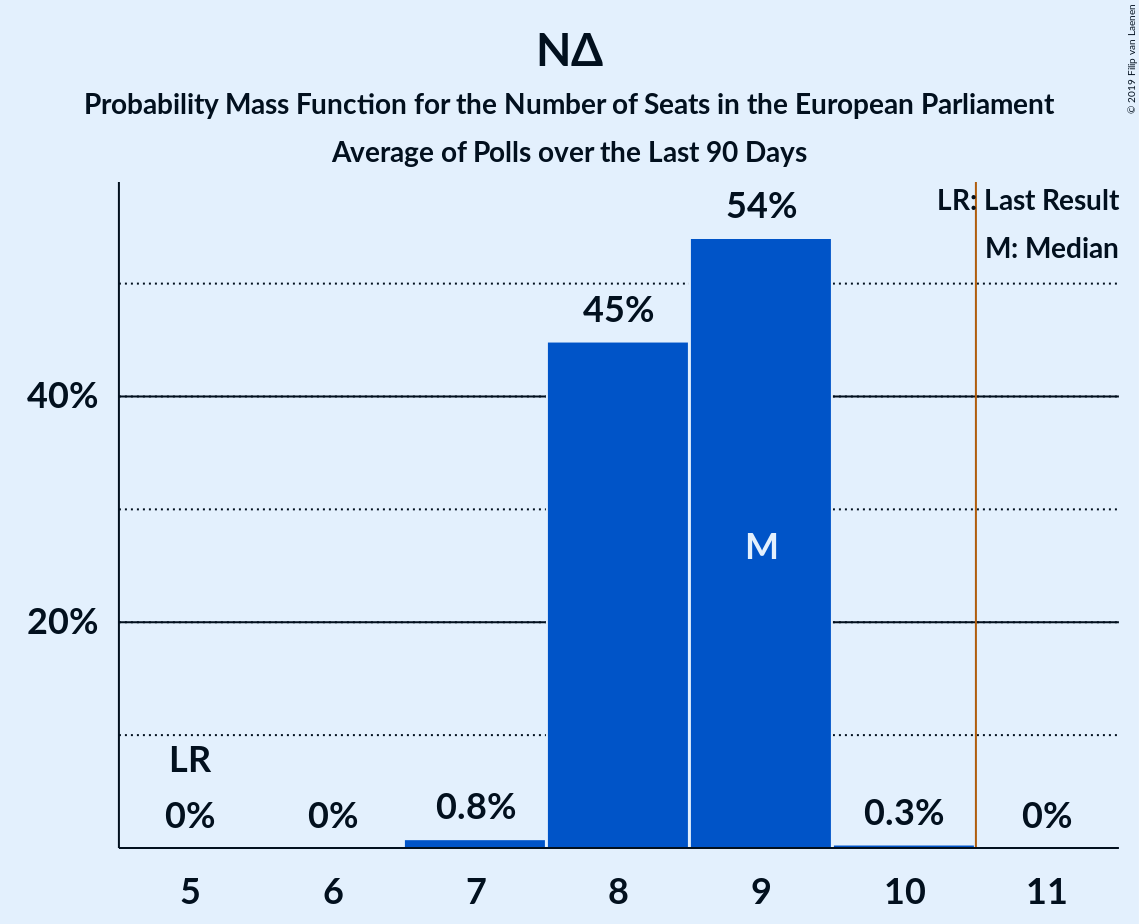 ΝΔ
Probability Mass Function for the Number of Seats in the European Parliament
Average of Polls over the Last 90 Days
© 2019 Filip van Laenen
LR: Last Result
M: Median
54%
45%
40%
M
20%
LR
0%
0%
0.8%
0.3%
0%
5 6 7 8 9 10 11